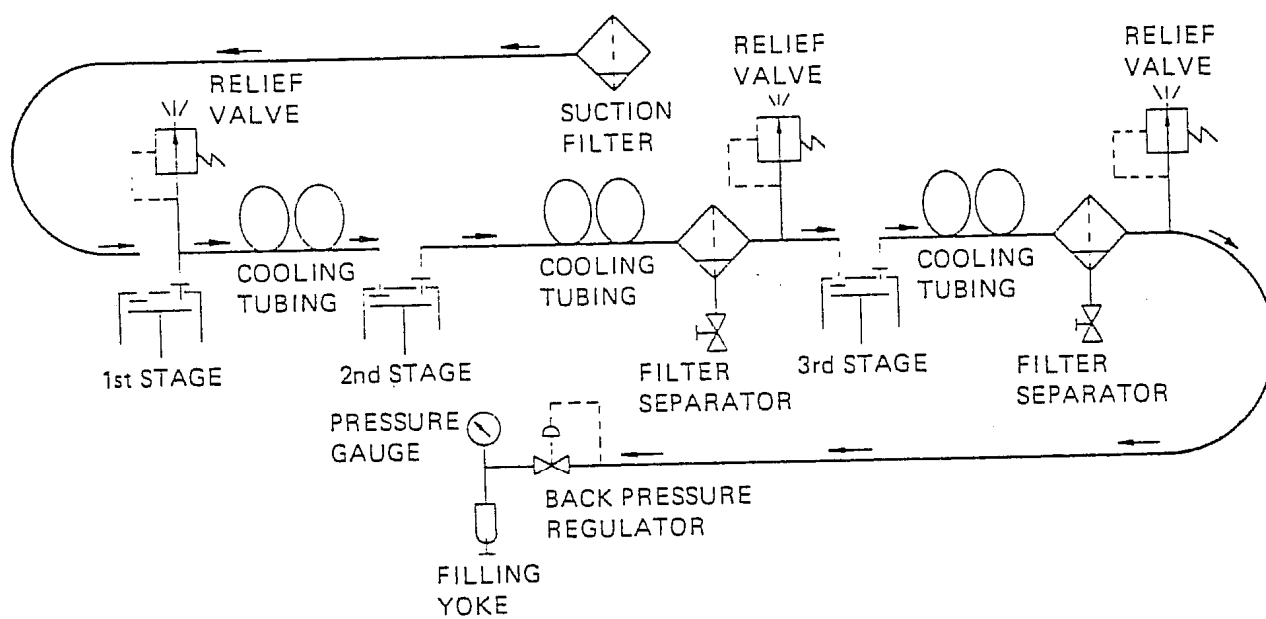 RELIEF
VALVE
SUCTION
FILTER
RELIEF
VALVE
RELIEF
VALVE
COOLING
TUBING
COOLING
TUBING
COOLING
TUBING
1st STAGE
2nd STAGE
FILTER
SEPARATOR
3rd STAGE
FILTER
SEPARATOR
PRESSURE
GAUGE
BACK PRESSURE
REGULATOR
FILLING
YOKE